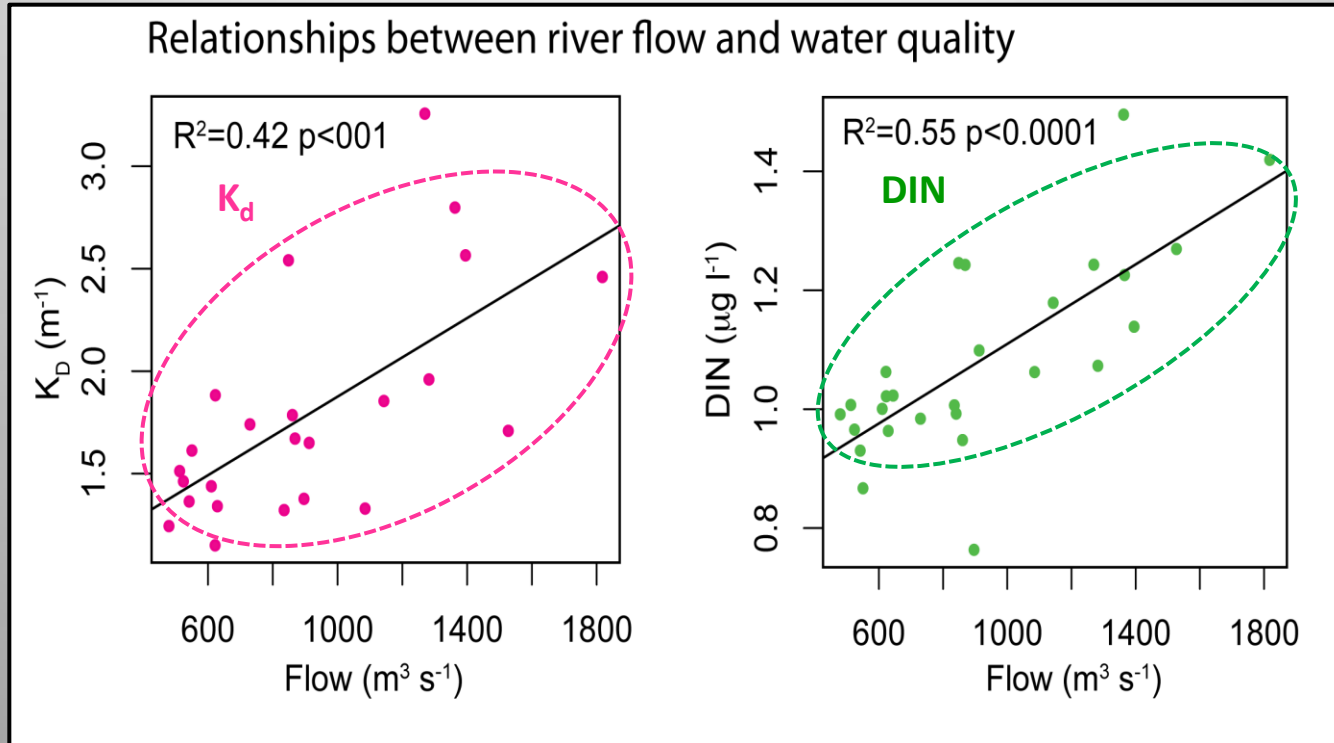 Relationships between river flow and water quality
R²=0.42 p<001
K_d
3.0
2.5
2.0
1.5
K_D (m⁻¹)
600 1000 1400 1800
Flow (m³ s⁻¹)
R²=0.55 p<0.0001
DIN
1.4
1.2
1.0
0.8
DIN (μg l⁻¹)
600 1000 1400 1800
Flow (m³ s⁻¹)